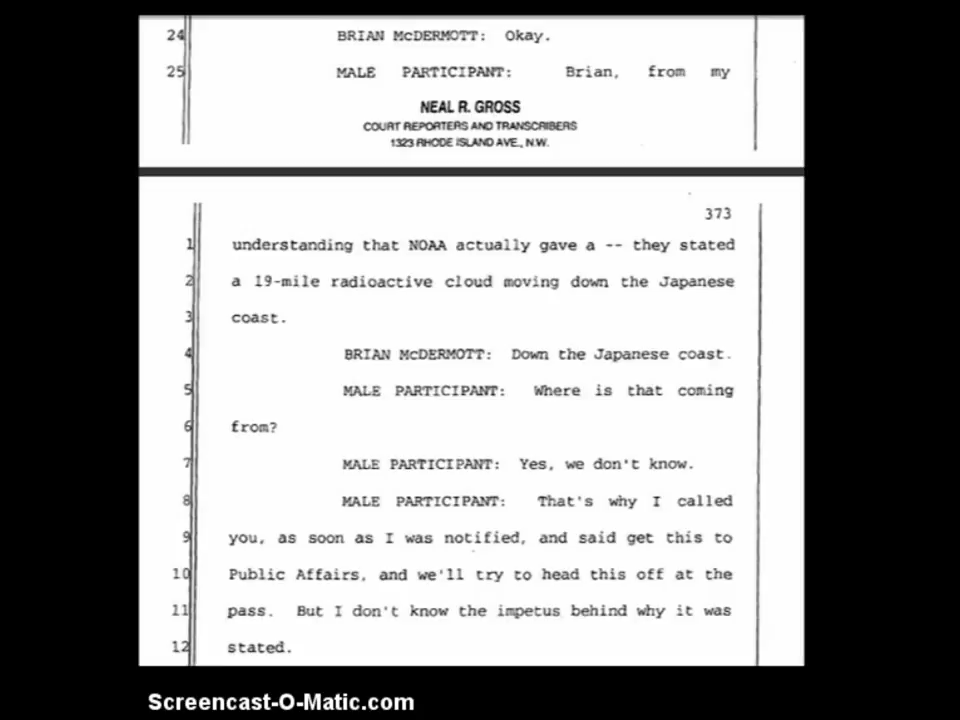 24 BRIAN McDERMOTT: Okay.
25 MALE PARTICIPANT: Brian, from my
NEAL R. GROSS
COURT REPORTERS AND TRANSCRIBERS
1323 RHODE ISLAND AVE., N.W.
373
1 understanding that NOAA actually gave a -- they stated
2 a 19-mile radioactive cloud moving down the Japanese
3 coast.
4 BRIAN McDERMOTT: Down the Japanese coast.
5 MALE PARTICIPANT: Where is that coming
6 from?
7 MALE PARTICIPANT: Yes, we don't know.
8 MALE PARTICIPANT: That's why I called
9 you, as soon as I was notified, and said get this to
10 Public Affairs, and we'll try to head this off at the
11 pass. But I don't know the impetus behind why it was
12 stated.
Screencast-O-Matic.com